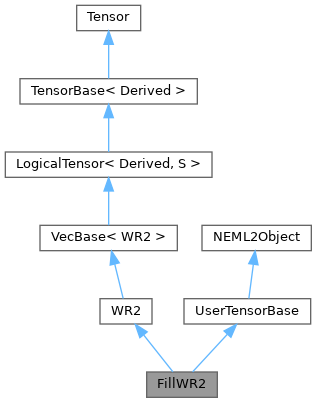 Tensor
TensorBase< Derived >
LogicalTensor< Derived, S >
VecBase< WR2 >
NEML2Object
WR2
UserTensorBase
FillWR2